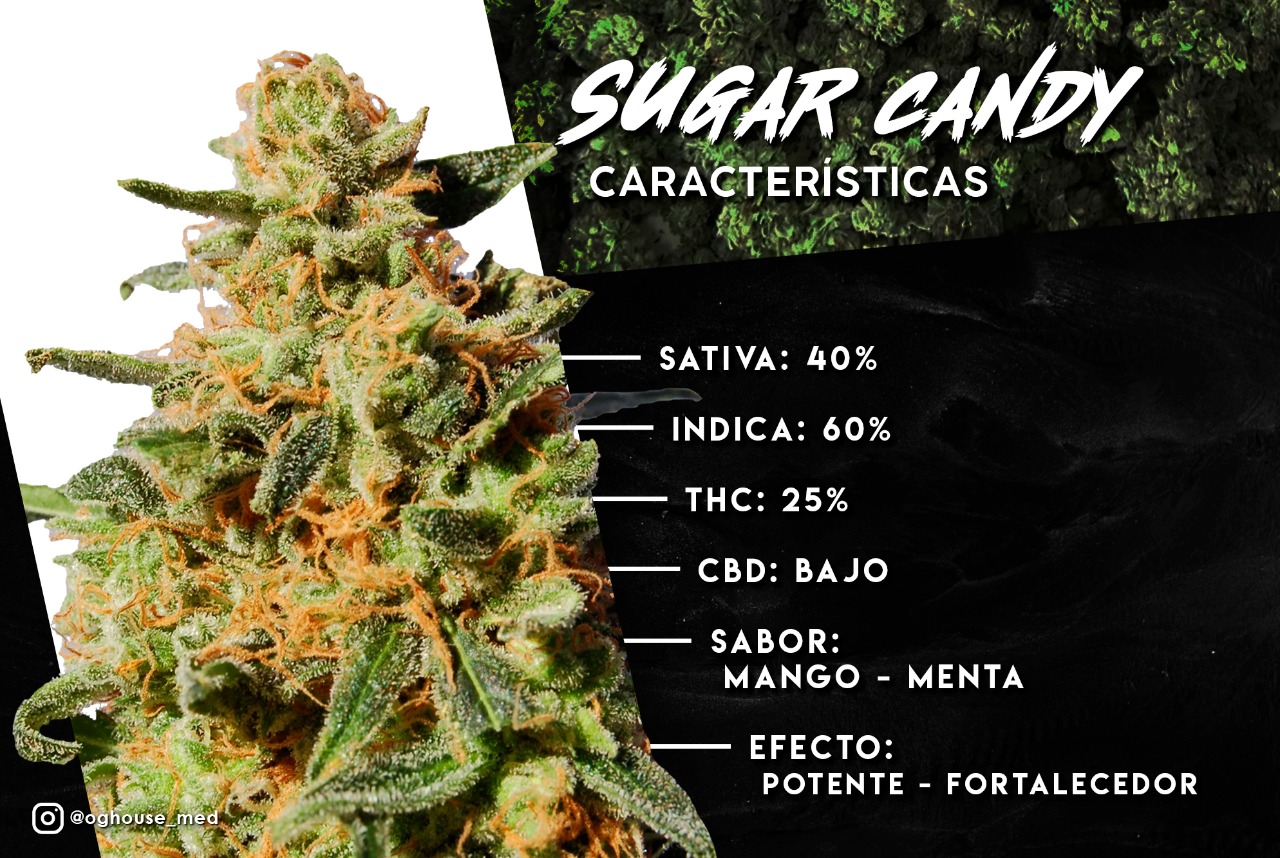 SUGAR CANDY
CARACTERÍSTICAS
SATIVA: 40%
INDICA: 60%
THC: 25%
CBD: BAJO
SABOR:
MANGO - MENTA
EFECTO:
POTENTE - FORTALECEDOR
@oghouse_med